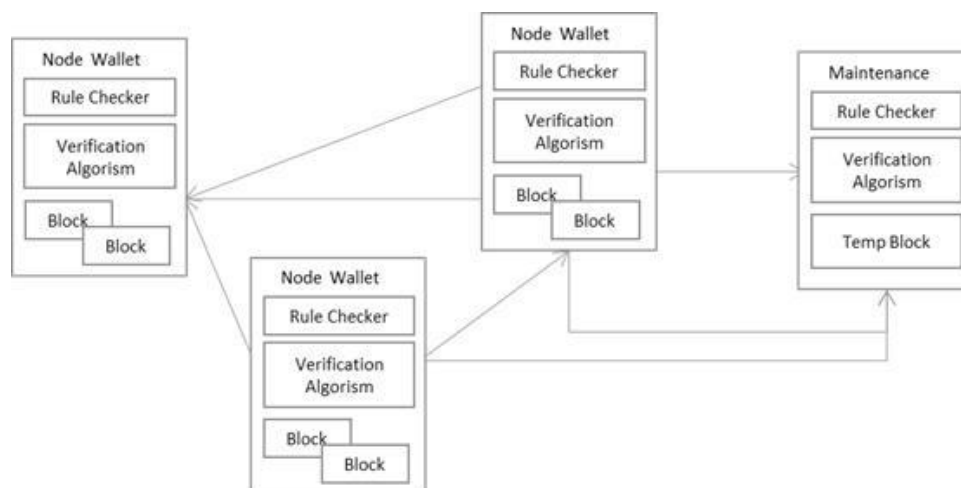 Node Wallet
Rule Checker
Verification
Algorism
Block
Block
Node Wallet
Rule Checker
Verification
Algorism
Block
Block
Node Wallet
Rule Checker
Verification
Algorism
Block
Block
Maintenance
Rule Checker
Verification
Algorism
Temp Block